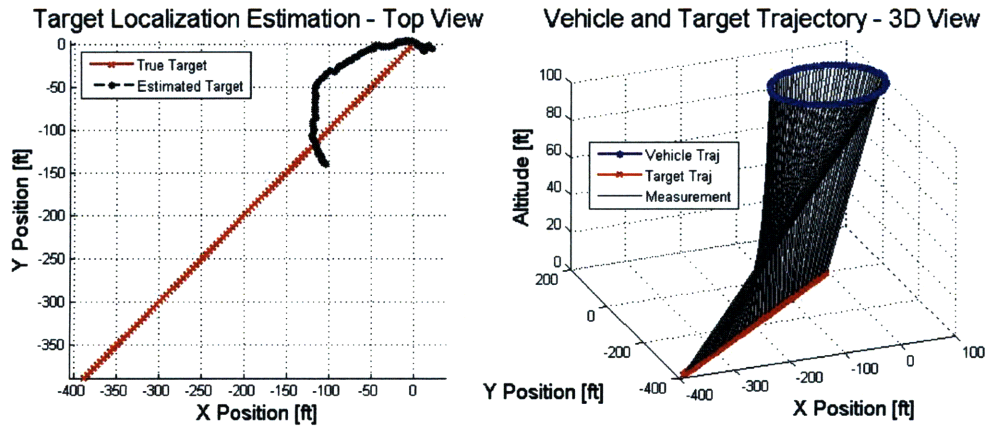 Target Localization Estimation - Top View
True Target
Estimated Target
0
-50
-100
-150
-200
-250
-300
-350
Y Position [ft]
-400 -350 -300 -250 -200 -150 -100 -50 0
X Position [ft]
Vehicle and Target Trajectory - 3D View
Vehicle Traj
Target Traj
Measurement
100
80
60
40
20
0
Altitude [ft]
200
0
-200
-400
Y Position [ft]
-400
-300
-200
-100
0
100
X Position [ft]